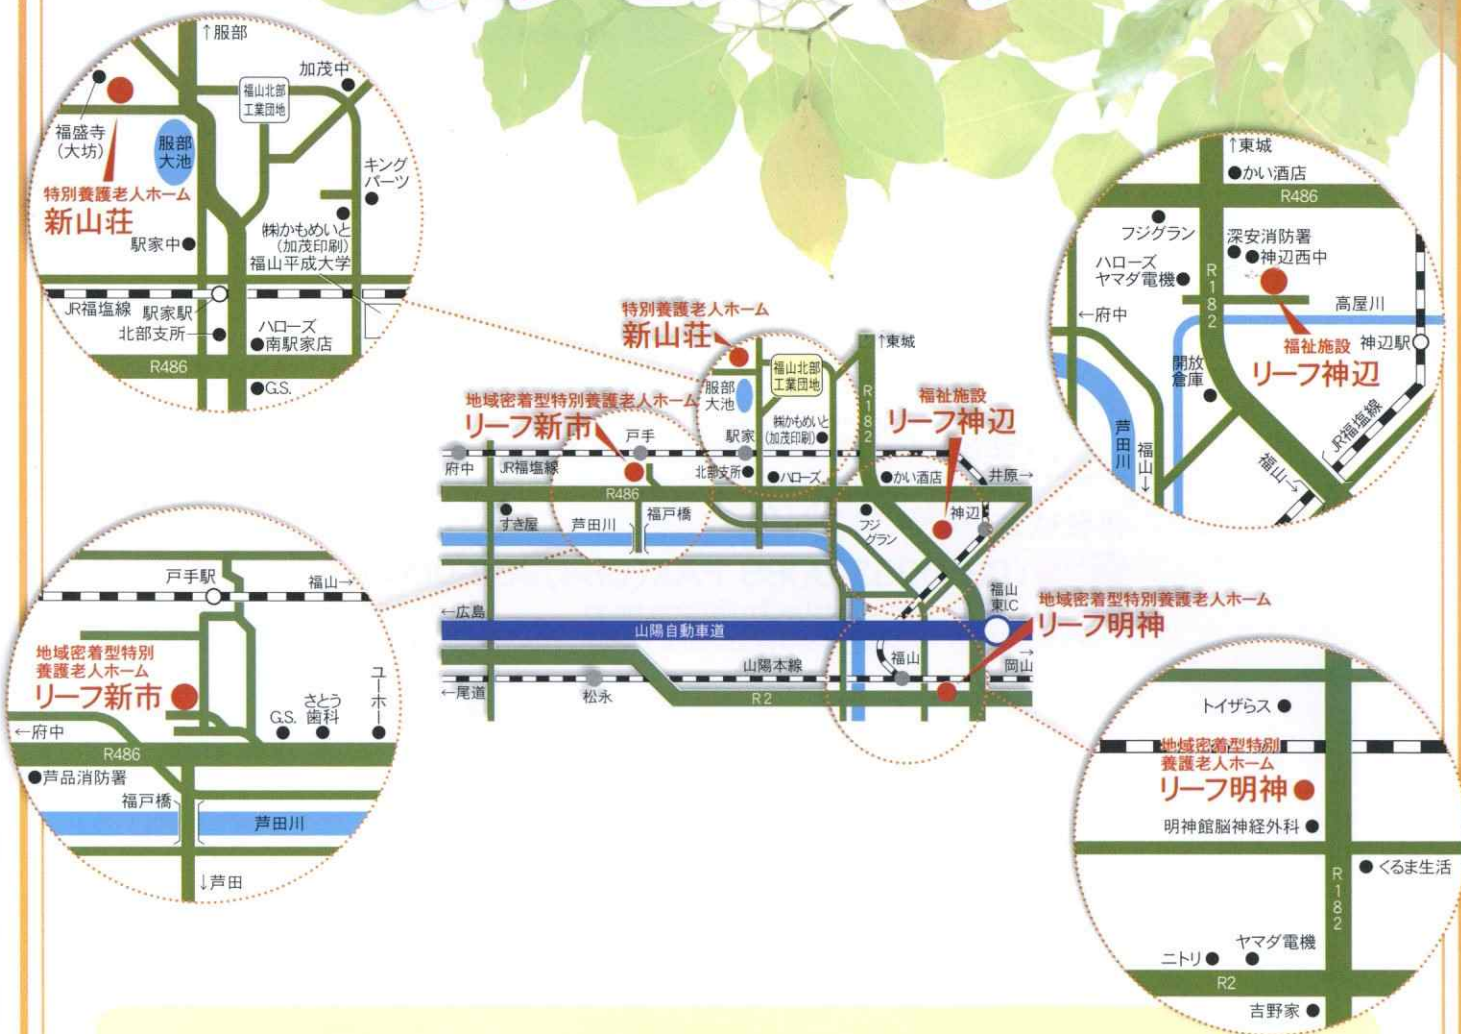 ↑服部
加茂中
福山北部
工業団地
福盛寺
(大坊)
服部
大池
キング
パーツ
特別養護老人ホーム
新山荘
㈱かもめいと
(加茂印刷)
駅家中
福山平成大学
JR福塩線
駅家駅
北部支所
ハローズ
南駅家店
R486
G.S.
↑東城
かい酒店
R486
フジグラン
深安消防署
神辺西中
ハローズ
ヤマダ電機
R182
←府中
高屋川
福祉施設
リーフ神辺
神辺駅
開放
倉庫
芦田川
福山→
JR福塩線
福山→
特別養護老人ホーム
新山荘
↑東城
福山北部
工業団地
服部
大池
R182
福祉施設
リーフ神辺
地域密着型特別養護老人ホーム
リーフ新市
戸手
駅家
㈱かもめいと
(加茂印刷)
府中
JR福塩線
北部支所
ハローズ
かい酒店
井原→
R486
すき屋
芦田川
福戸橋
フジ
グラン
神辺
←広島
山陽自動車道
福山
東I.C
地域密着型特別養護老人ホーム
リーフ明神
山陽本線
福山
岡山
→
←尾道
松永
R2
戸手駅
福山→
地域密着型特別
養護老人ホーム
リーフ新市
G.S.
さとう
歯科
ユーホー
←府中
R486
芦品消防署
福戸橋
芦田川
↓芦田
トイザらス
地域密着型特別
養護老人ホーム
リーフ明神
明神館脳神経外科
くるま生活
R182
ニトリ
ヤマダ電機
R2
吉野家